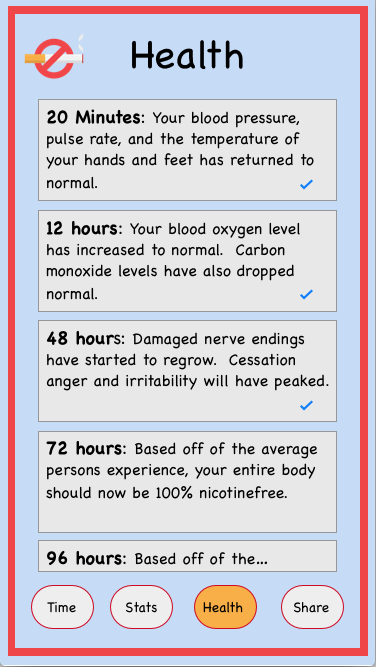 Health
20 Minutes: Your blood pressure,
pulse rate, and the temperature of
your hands and feet has returned to
normal.
12 hours: Your blood oxygen level
has increased to normal.  Carbon
monoxide levels have also dropped
normal.
48 hours: Damaged nerve endings
have started to regrow.  Cessation
anger and irritability will have peaked.
72 hours: Based off of the average
persons experience, your entire body
should now be 100% nicotinefree.
96 hours: Based off of the...
Time Stats Health Share